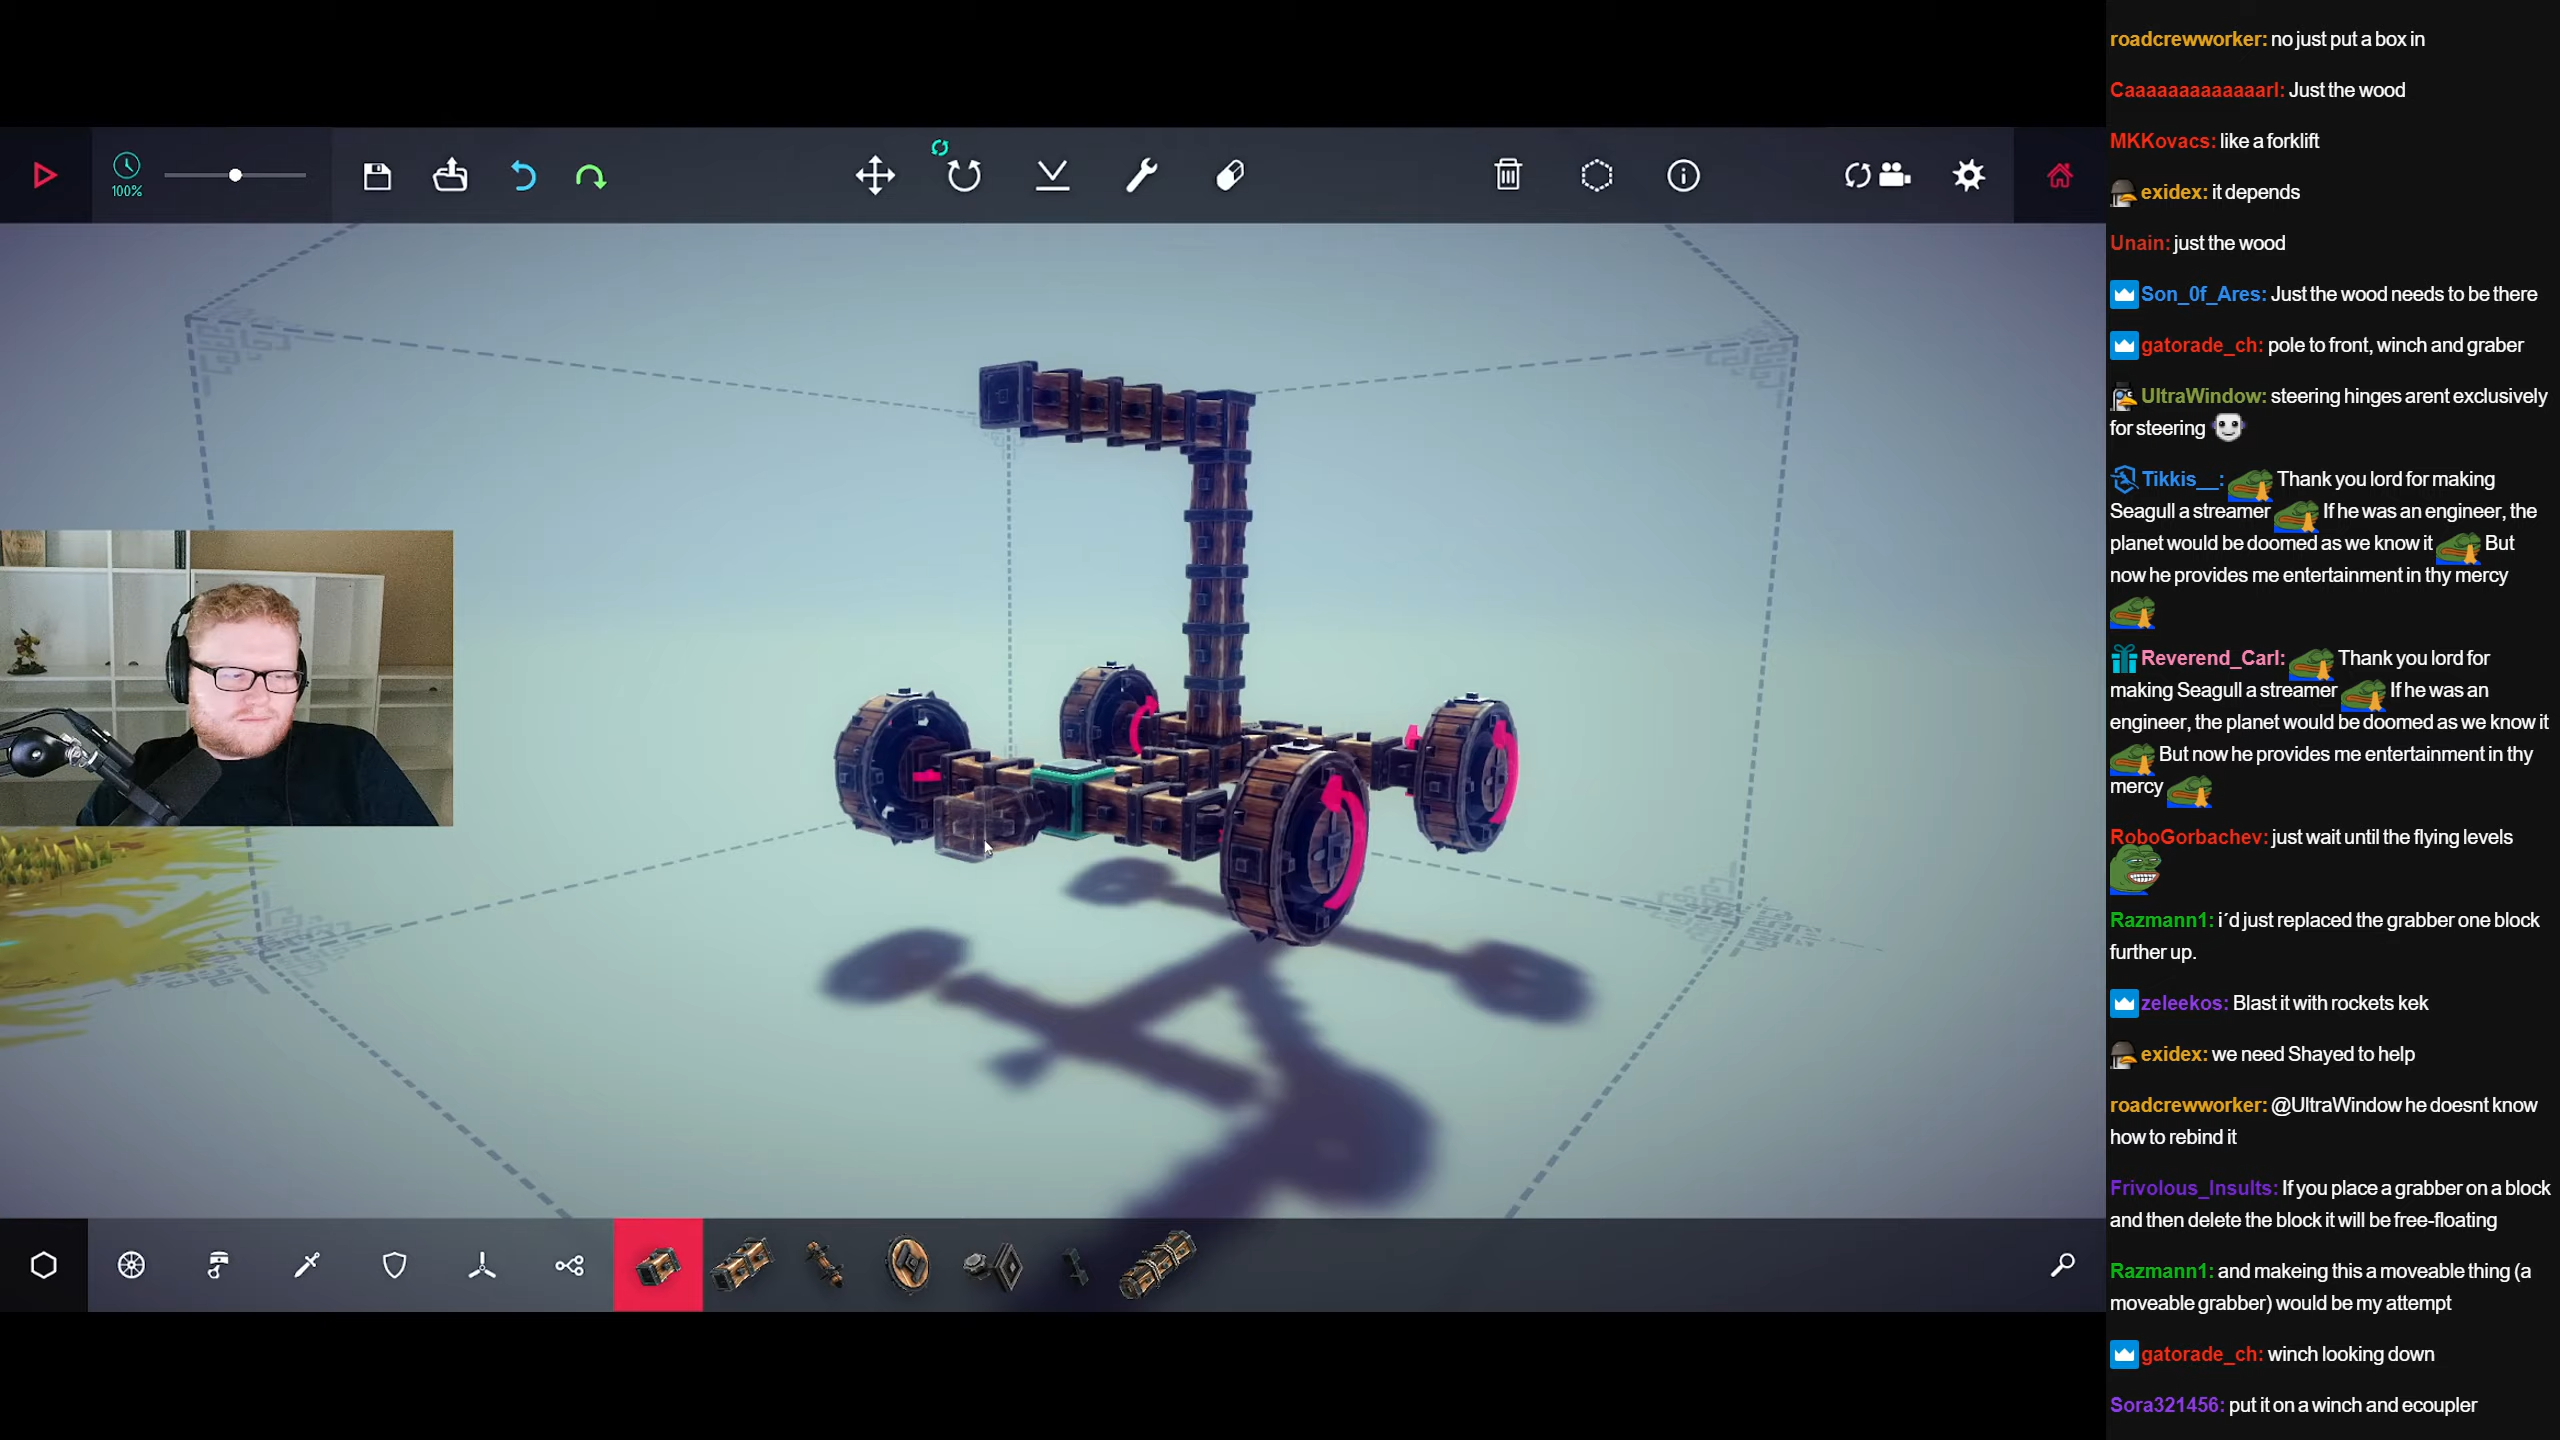 100%
roadcrewworker: no just put a box in
Caaaaaaaaaaaaarl: Just the wood
MKKovacs: like a forklift
exidex: it depends
Unain: just the wood
Son_0f_Ares: Just the wood needs to be there
gatorade_ch: pole to front, winch and graber
UltraWindow: steering hinges arent exclusively
for steering
Tikkis__: Thank you lord for making
Seagull a streamer If he was an engineer, the
planet would be doomed as we know it But
now he provides me entertainment in thy mercy
Reverend_Carl: Thank you lord for
making Seagull a streamer If he was an
engineer, the planet would be doomed as we know it
But now he provides me entertainment in thy
mercy
RoboGorbachev: just wait until the flying levels
Razmann1: i´d just replaced the grabber one block
further up.
zeleekos: Blast it with rockets kek
exidex: we need Shayed to help
roadcrewworker: @UltraWindow he doesnt know
how to rebind it
Frivolous_Insults: If you place a grabber on a block
and then delete the block it will be free-floating
Razmann1: and makeing this a moveable thing (a
moveable grabber) would be my attempt
gatorade_ch: winch looking down
Sora321456: put it on a winch and ecoupler